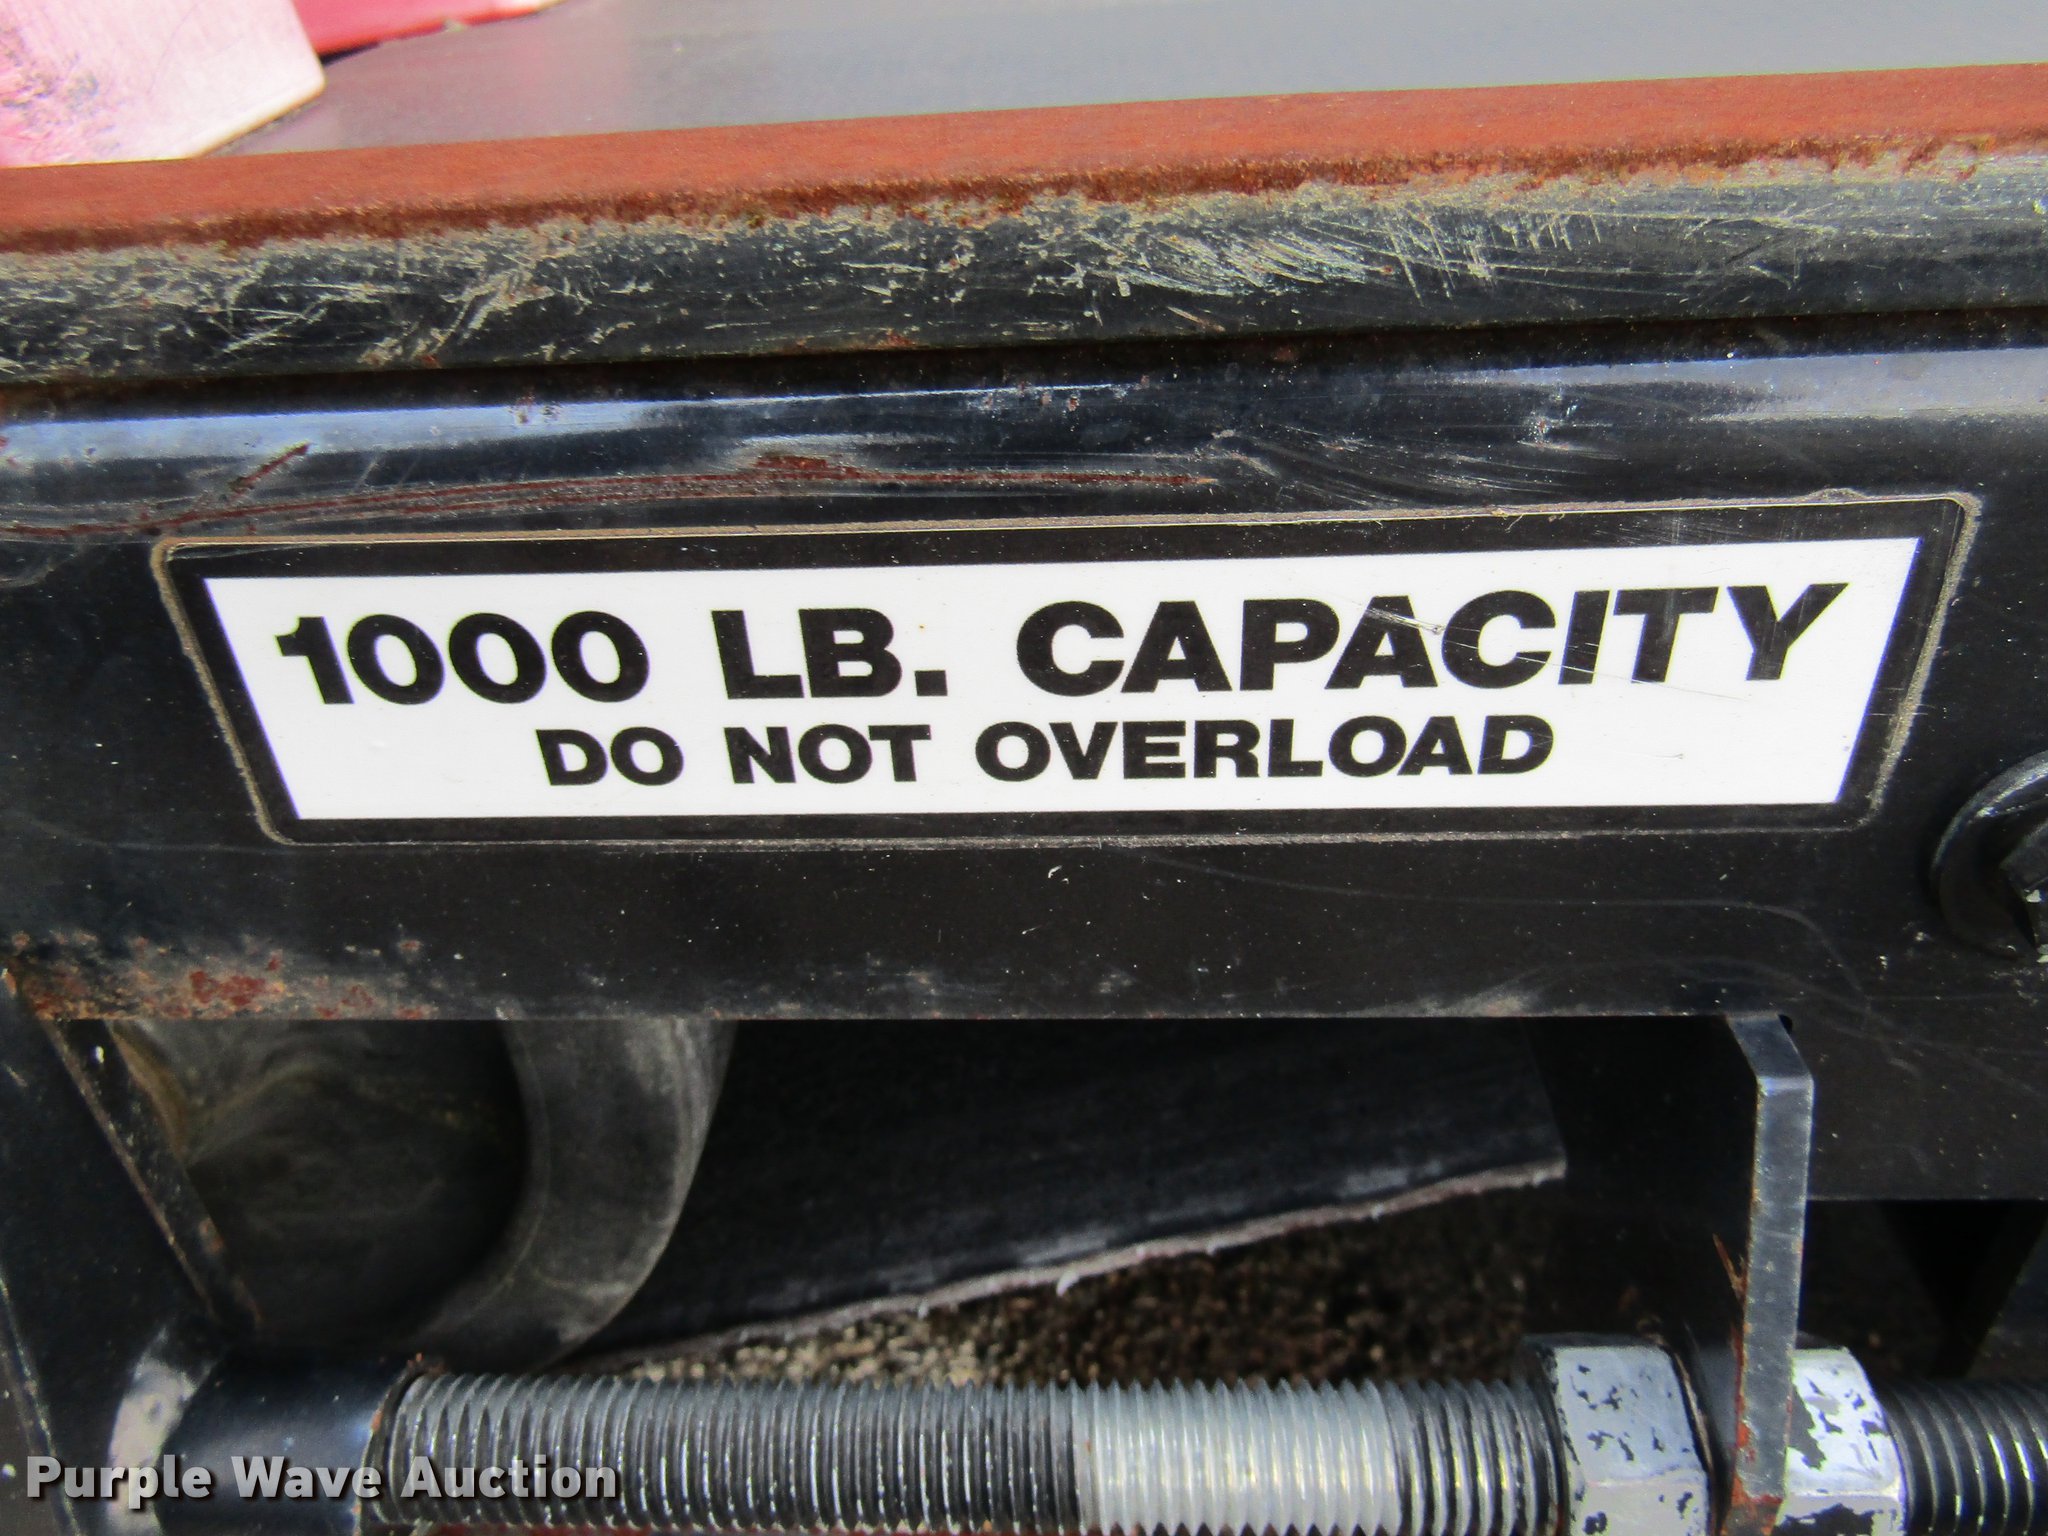 1000 LB. CAPACITY
DO NOT OVERLOAD
Purple Wave Auction